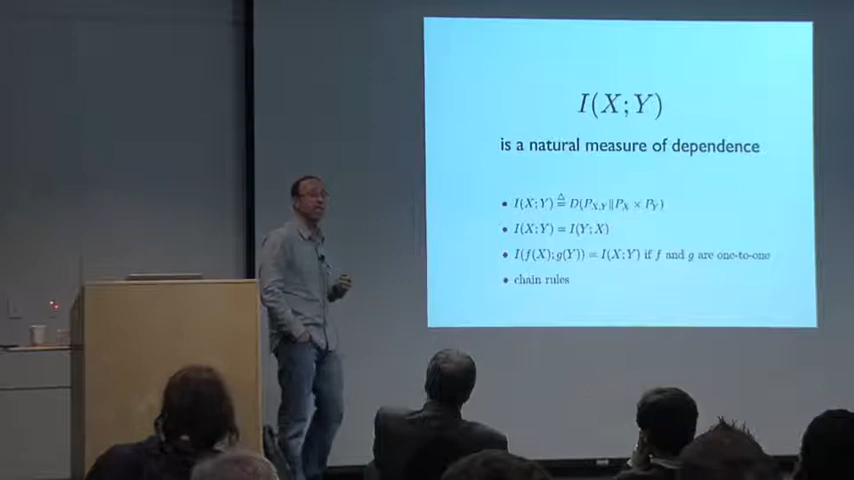 I(X;Y)
is a natural measure of dependence
• I(X;Y) ≜ D(P_{X,Y}‖P_X × P_Y)
• I(X;Y) = I(Y;X)
• I(f(X);g(Y)) = I(X;Y) if f and g are one-to-one
• chain rules